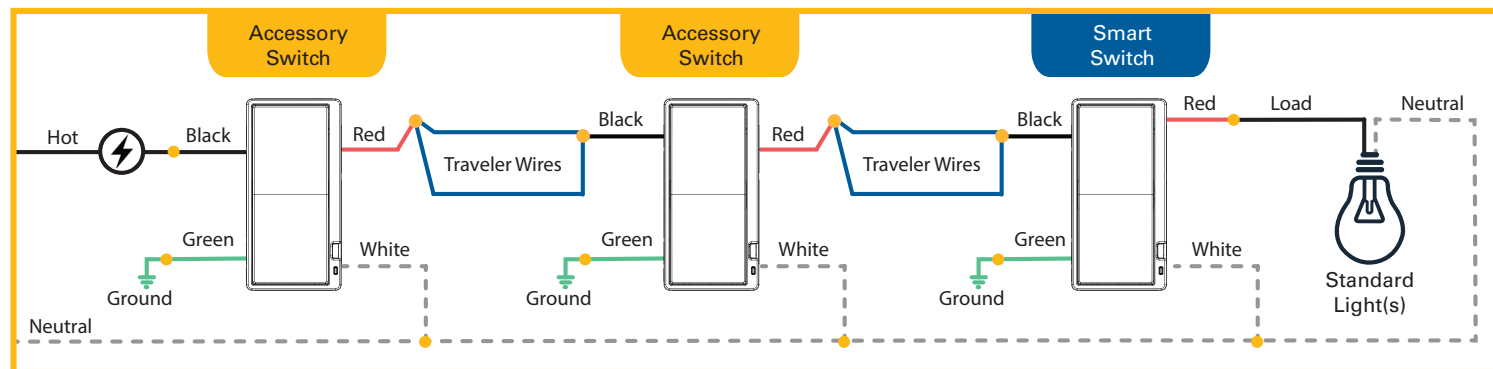 Accessory
Switch
Accessory
Switch
Smart
Switch
Hot
Black
Red
Traveler Wires
Black
Red
Traveler Wires
Black
Red
Load
Neutral
Green
White
Green
White
Green
White
Ground
Ground
Ground
Standard
Light(s)
Neutral